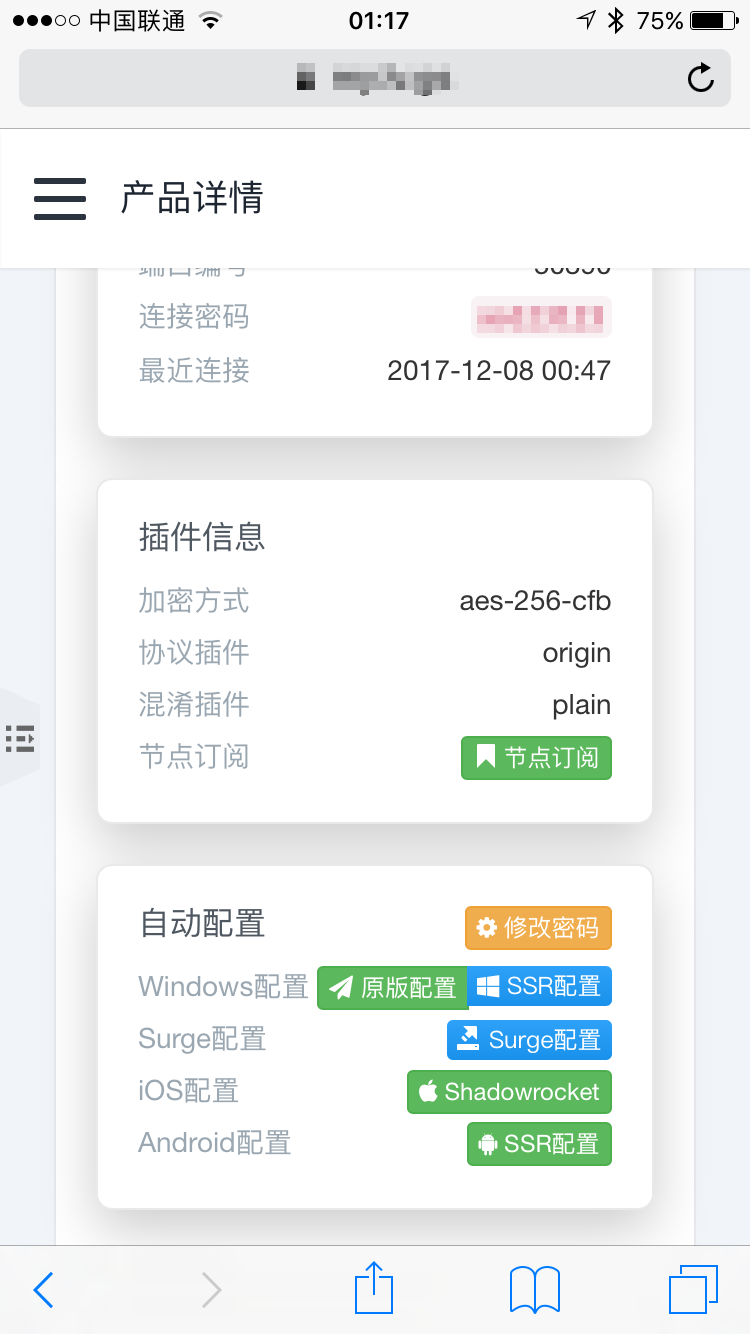 中国联通 01:17 75%
产品详情
端口编号
连接密码
最近连接 2017-12-08 00:47
插件信息
加密方式 aes-256-cfb
协议插件 origin
混淆插件 plain
节点订阅 节点订阅
自动配置 修改密码
Windows配置 原版配置 SSR配置
Surge配置 Surge配置
iOS配置 Shadowrocket
Android配置 SSR配置